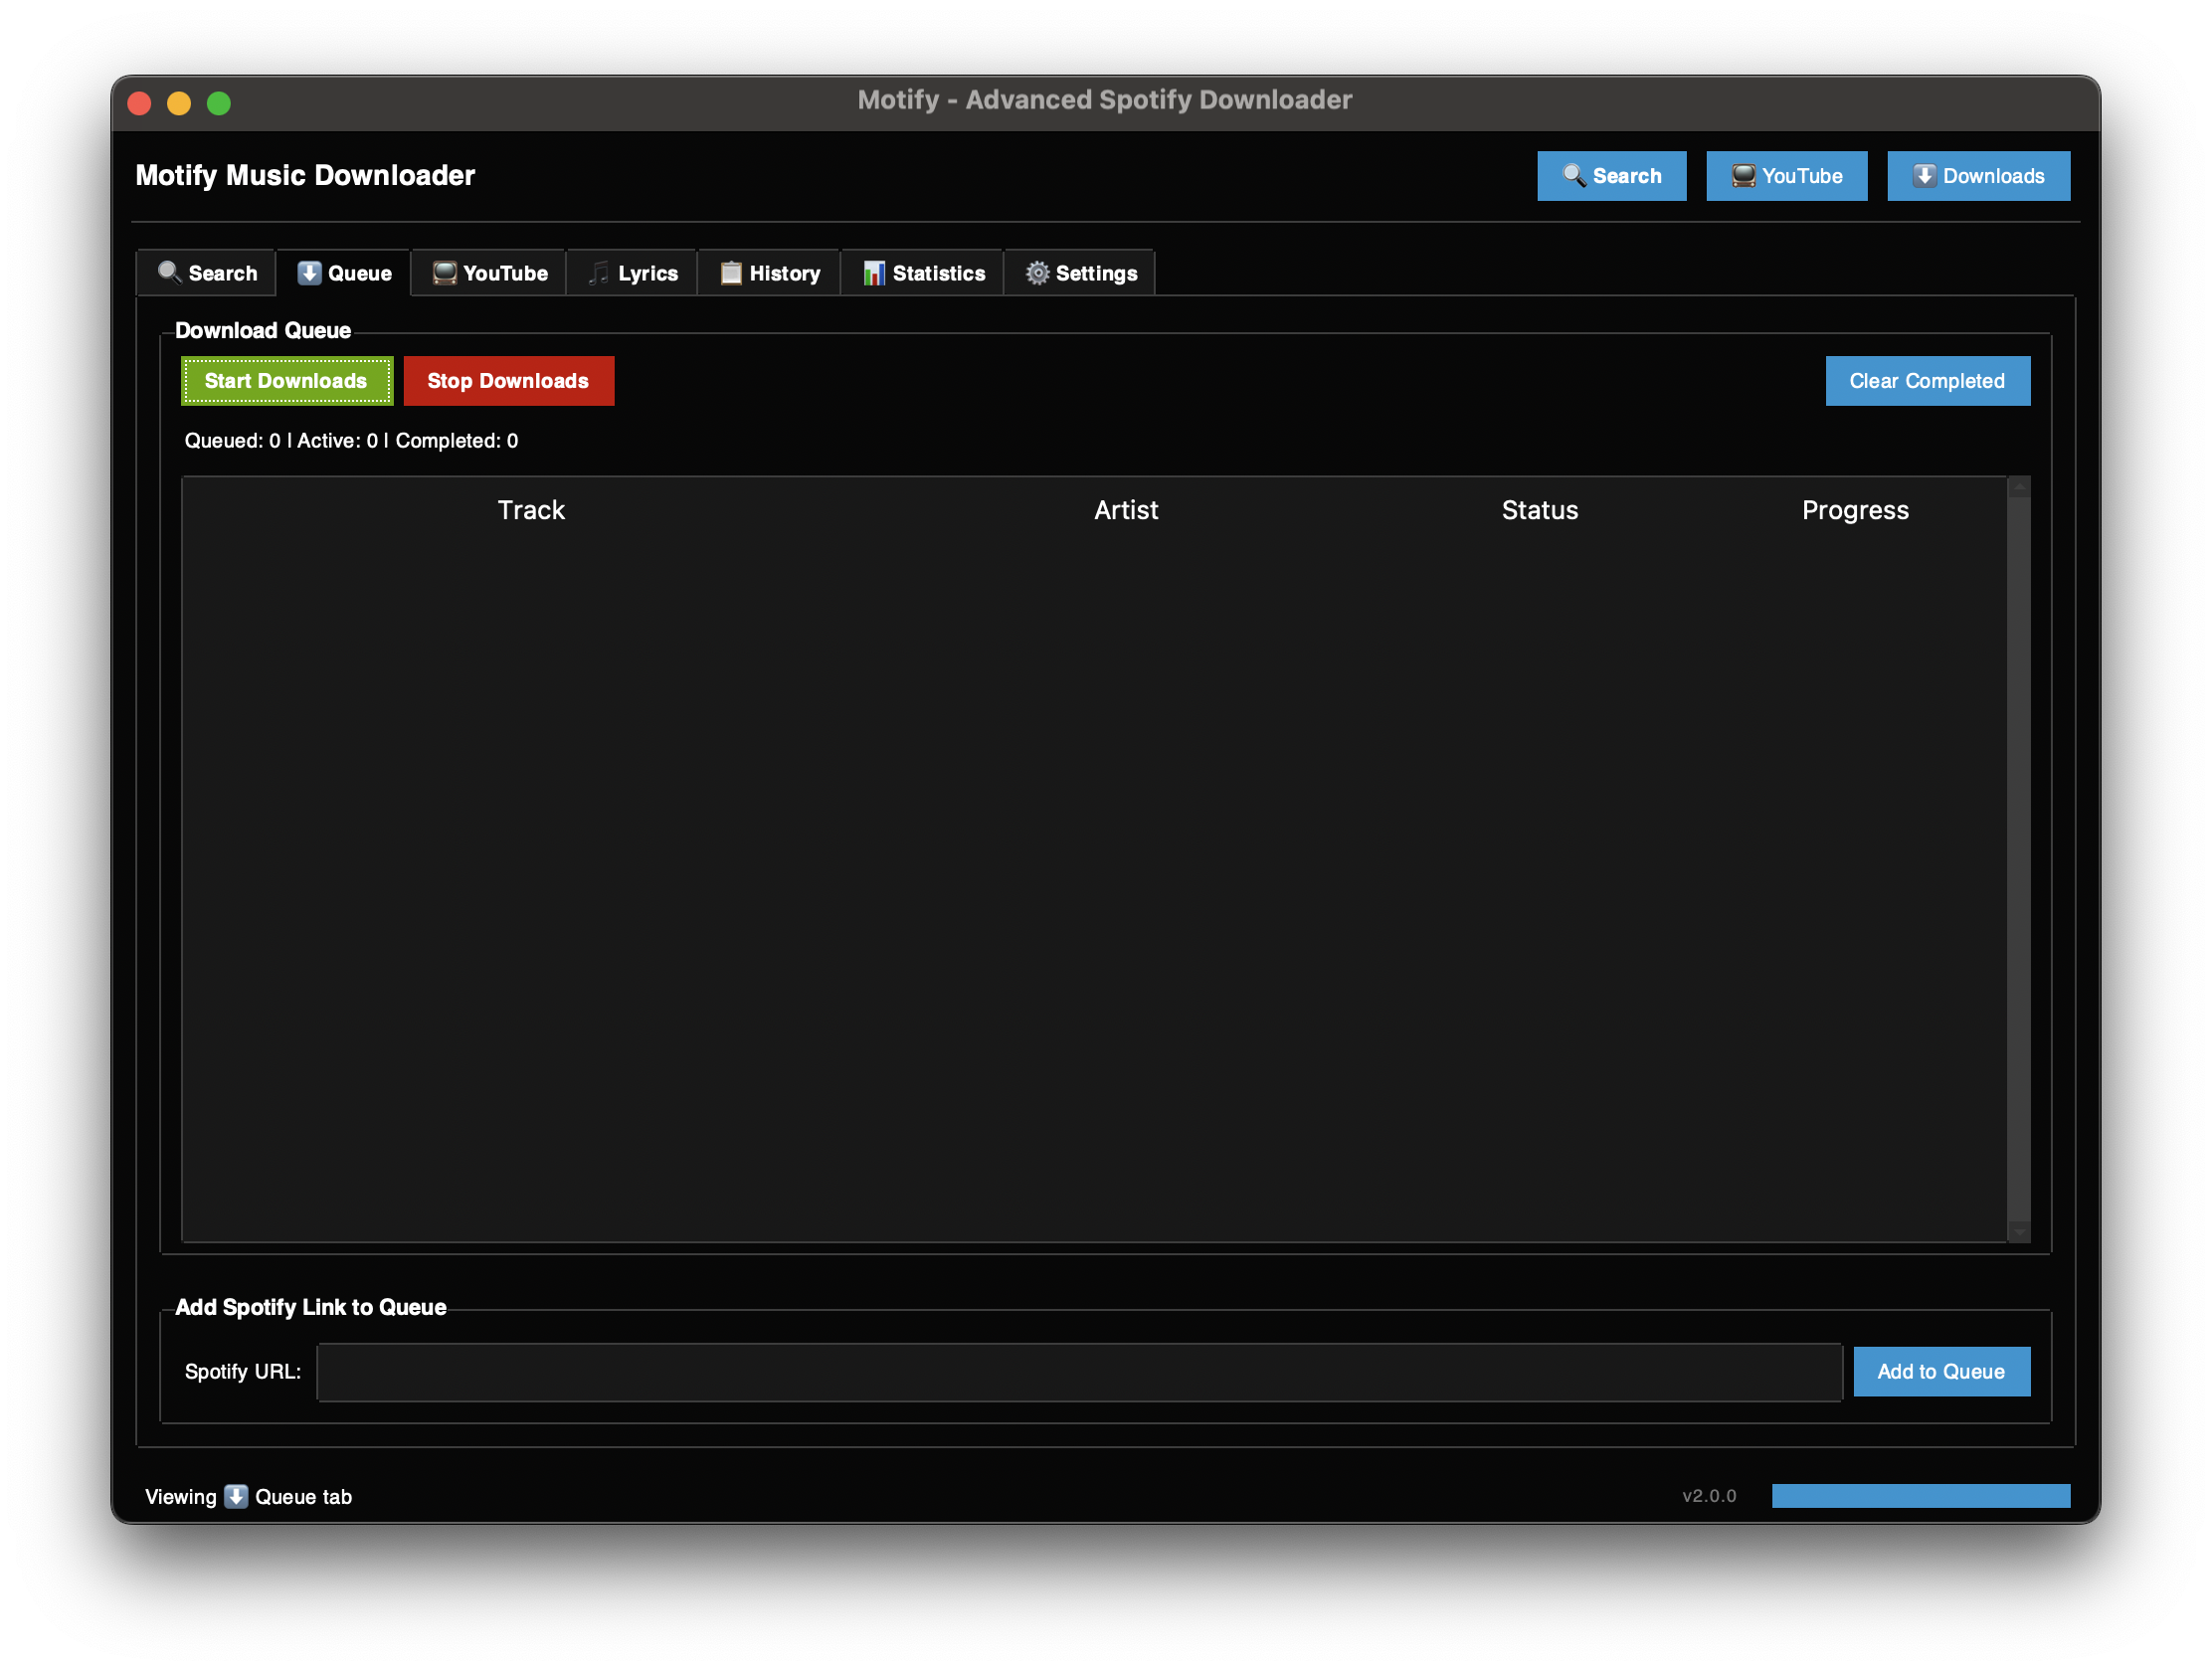 Motify - Advanced Spotify Downloader
Motify Music Downloader
Search
YouTube
Downloads
Search
Queue
YouTube
Lyrics
History
Statistics
Settings
Download Queue
Start Downloads
Stop Downloads
Clear Completed
Queued: 0 | Active: 0 | Completed: 0
Track
Artist
Status
Progress
Add Spotify Link to Queue
Spotify URL:
Add to Queue
Viewing ⬇️ Queue tab
v2.0.0